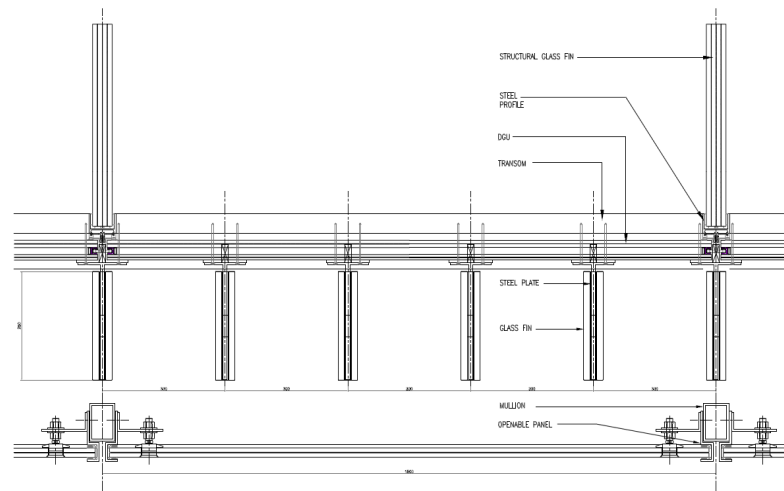 STRUCTURAL GLASS FIN
STEEL
PROFILE
DGU
TRANSOM
STEEL PLATE
GLASS FIN
MULLION
OPENABLE PANEL